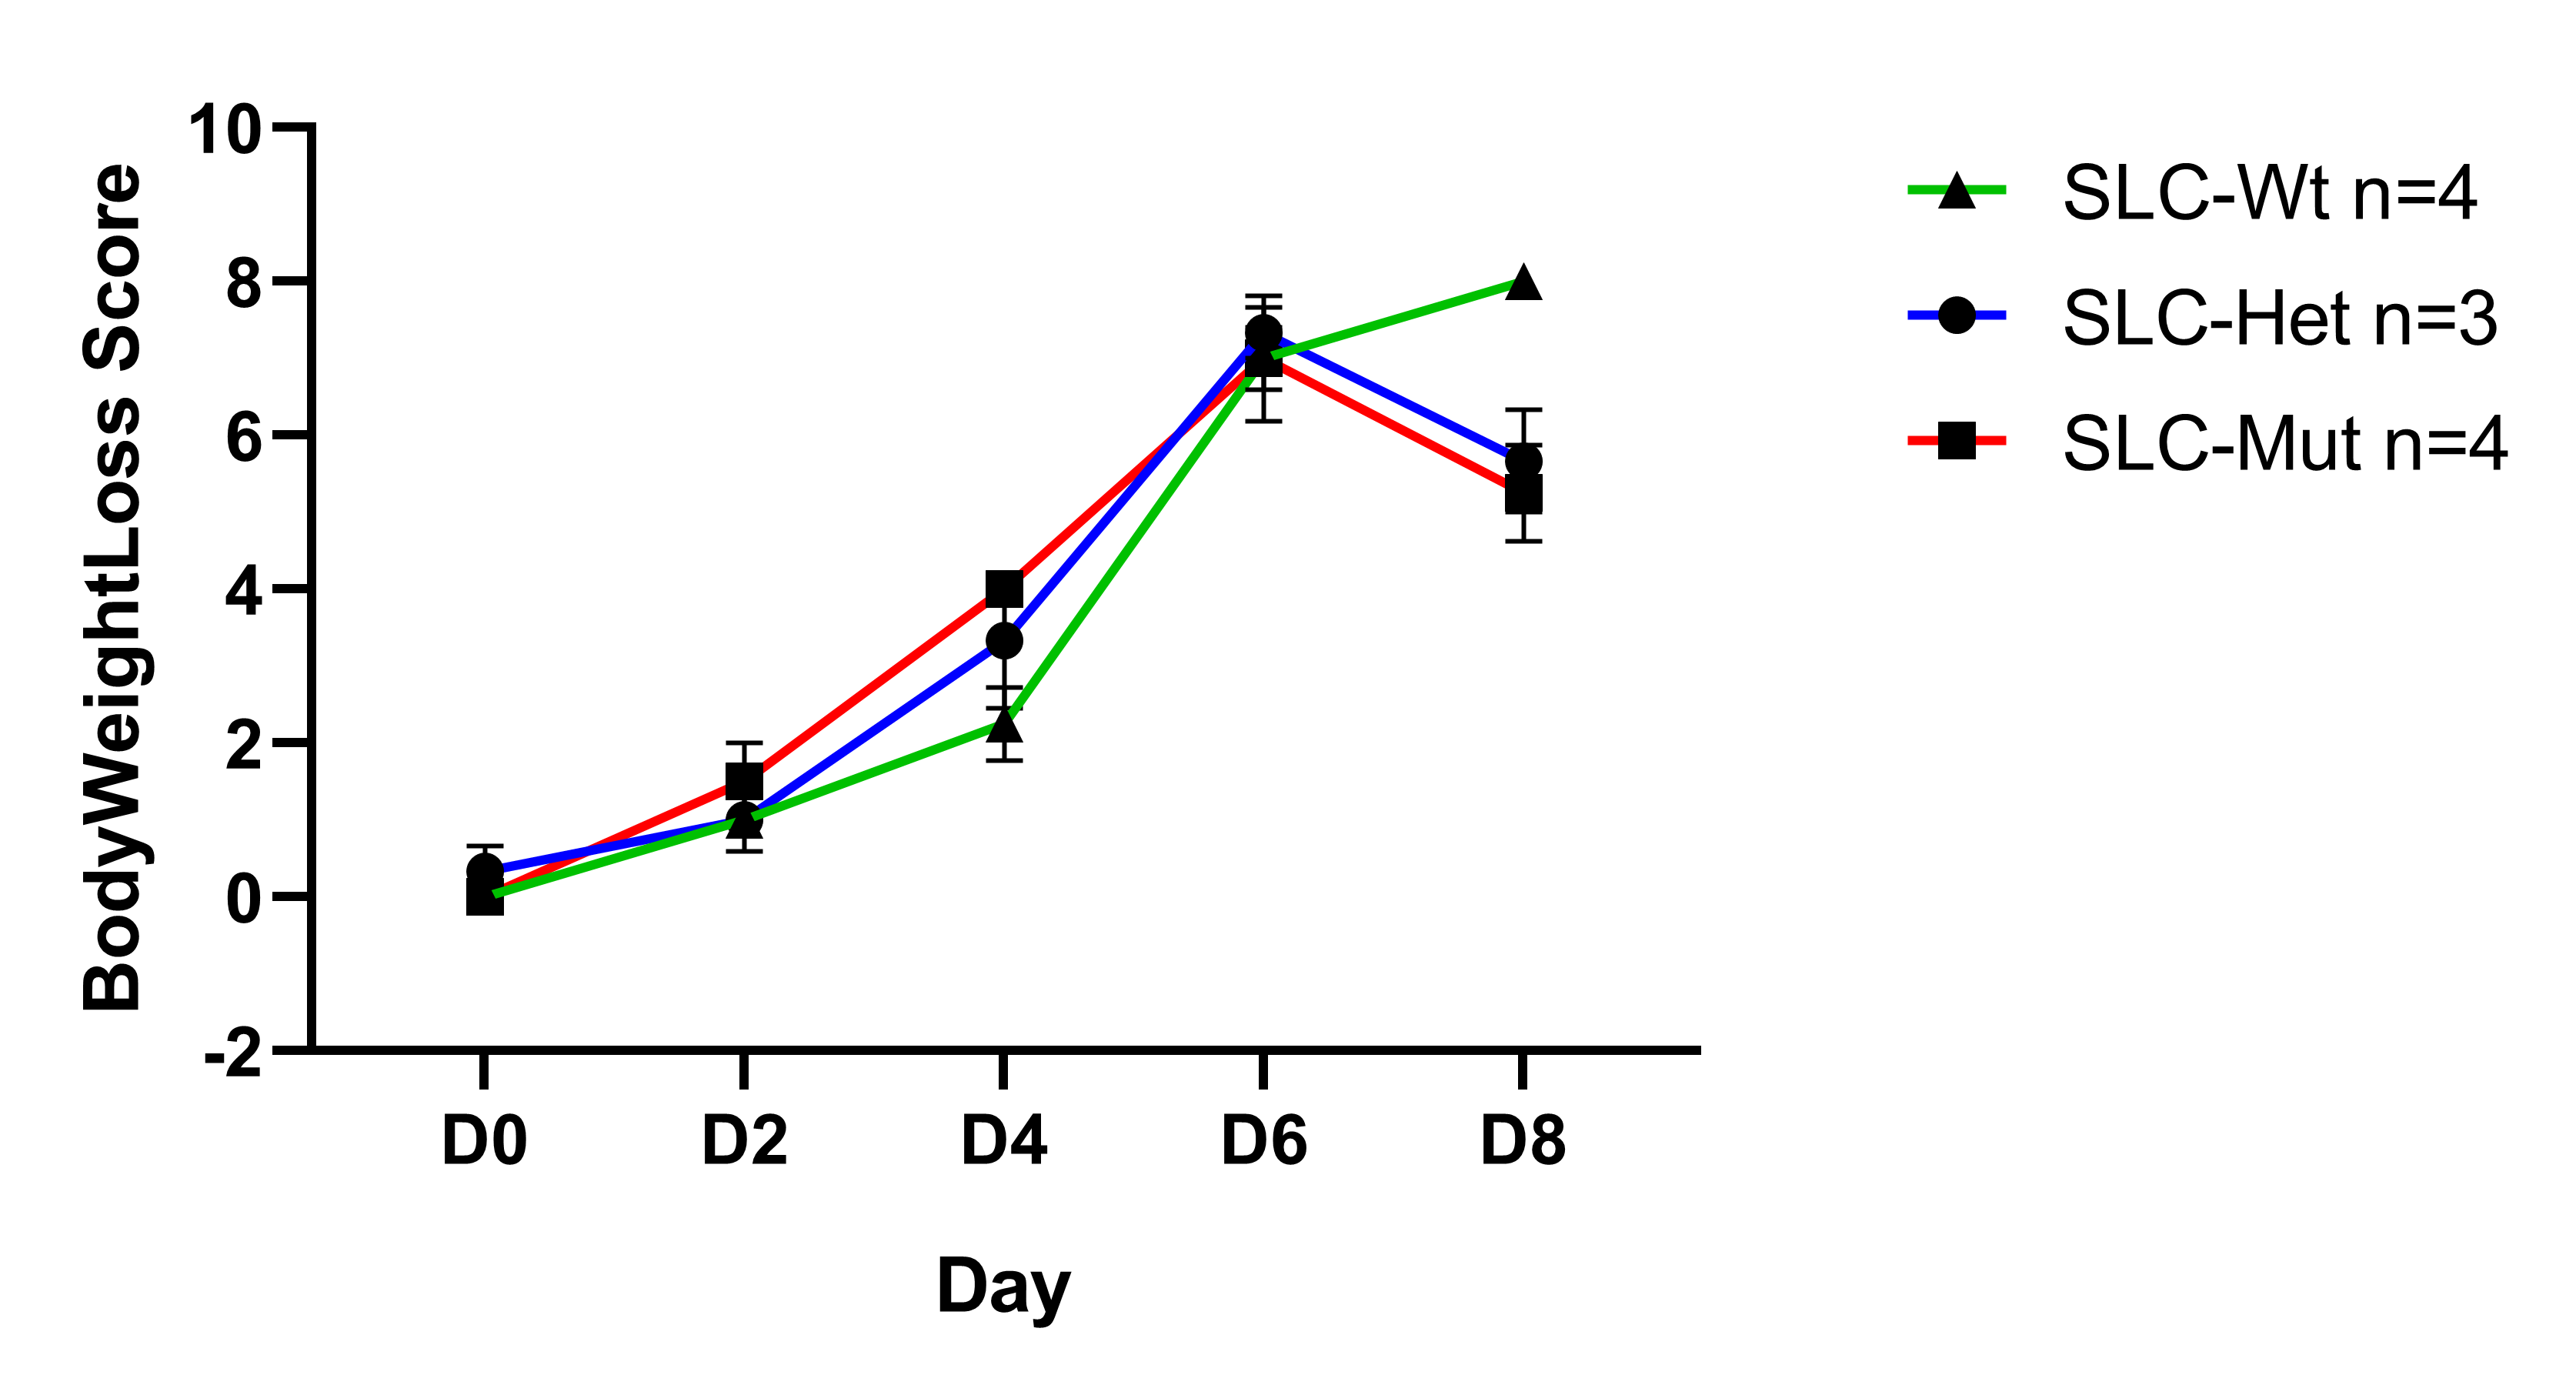 BodyWeightLoss Score
10
8
6
4
2
0
-2
D0 D2 D4 D6 D8
Day
SLC-Wt n=4
SLC-Het n=3
SLC-Mut n=4